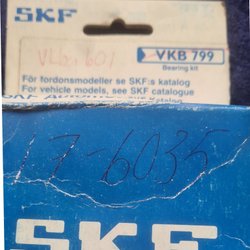 SKF
VKB 799
Bearing kit
För fordonsmodeller se SKF:s katalog
For vehicle models, see SKF catalogue
17-6035
SKF